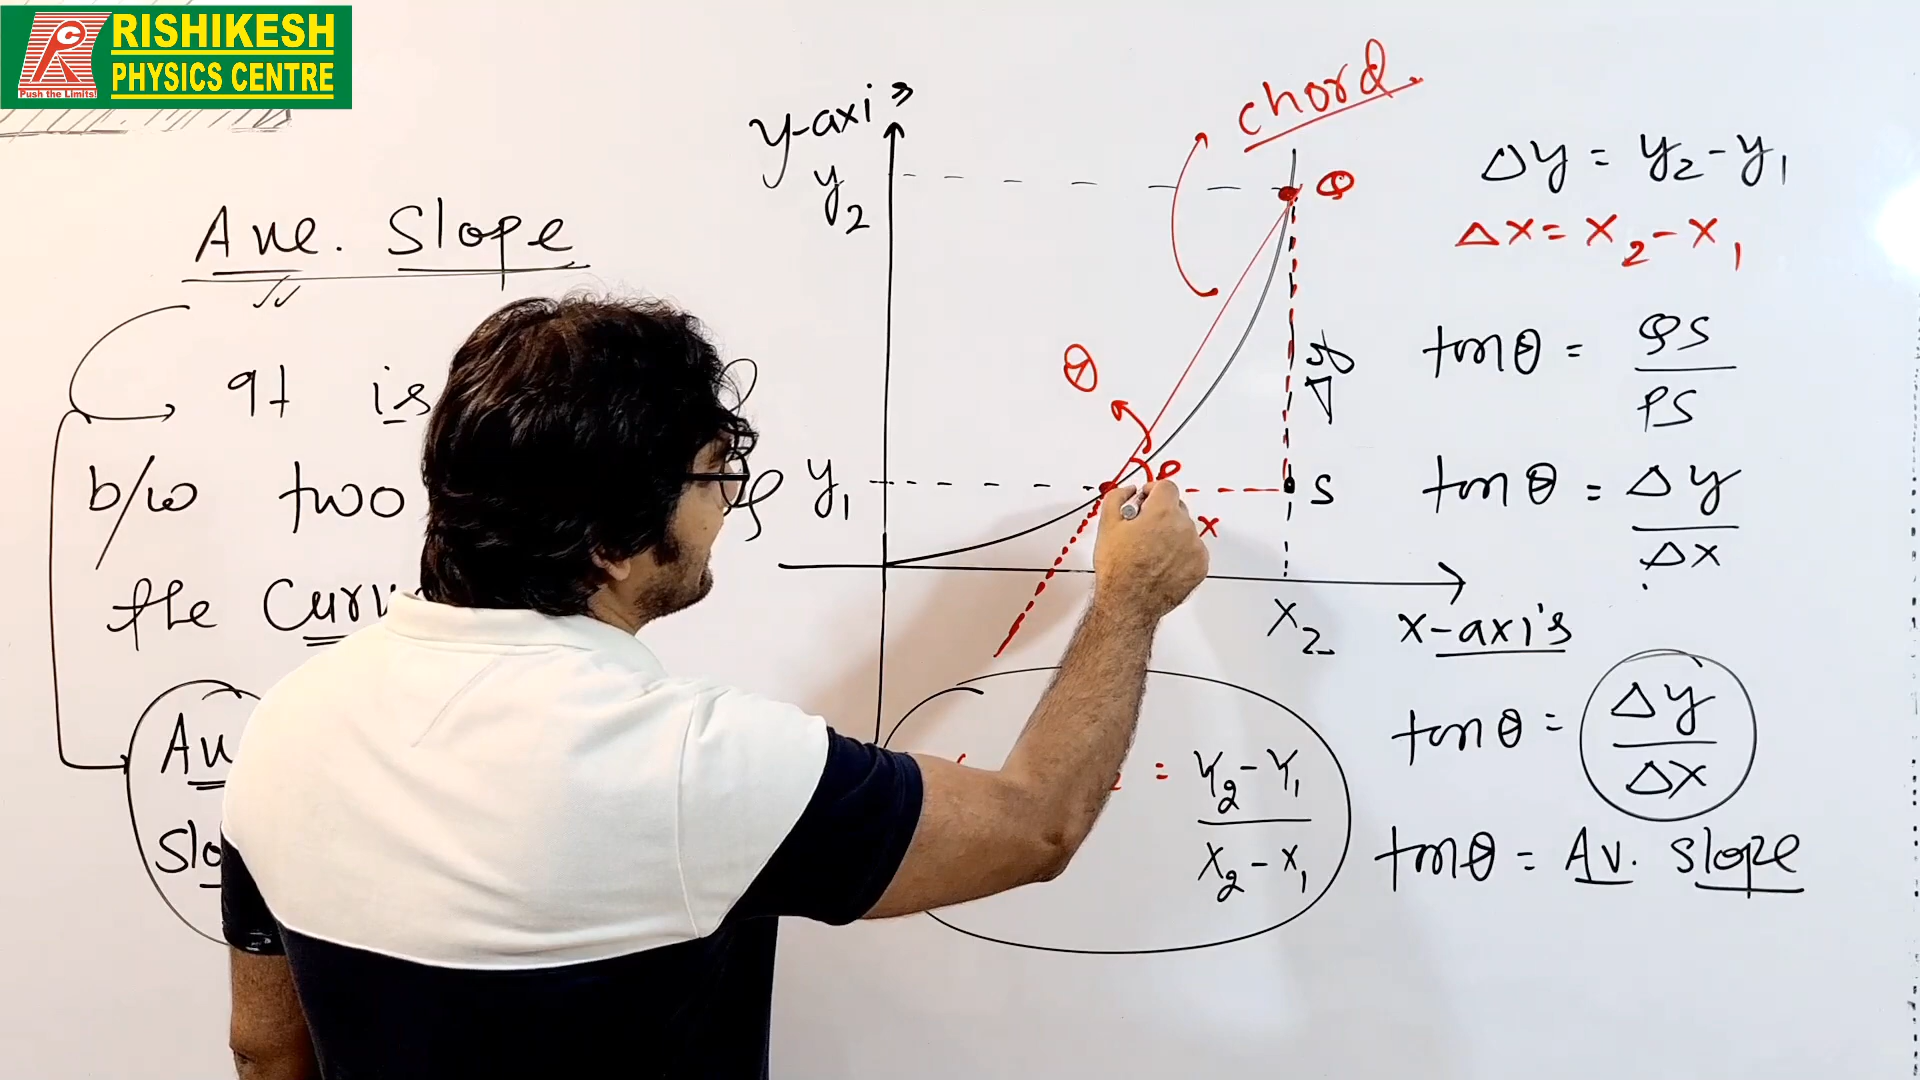 RISHIKESH
PHYSICS CENTRE
Push the Limits!
Ave. Slope
It is
b/w two
the Curv
Av
Slo
y-axis
y2
y1
chord
Q
θ
P
S
x
x2
x-axis
= Y2-Y1
X2-X1
Δy = y2-y1
Δx = x2-x1
tanθ = QS
PS
tanθ = Δy
Δx
tanθ = Δy
Δx
tanθ = Av. slope